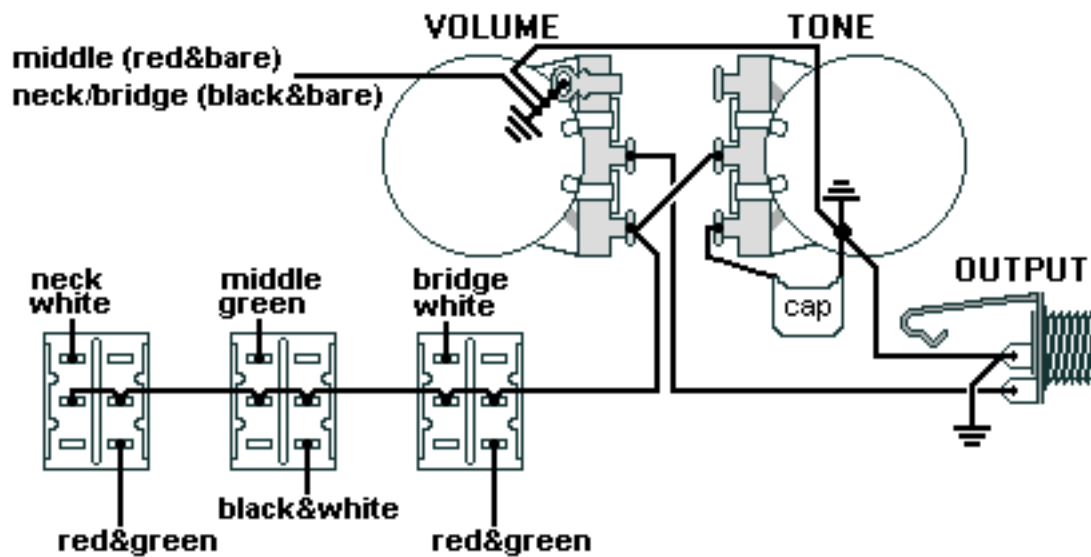 VOLUME
TONE
middle (red&bare)
neck/bridge (black&bare)
neck
white
middle
green
bridge
white
OUTPUT
cap
black&white
red&green
red&green